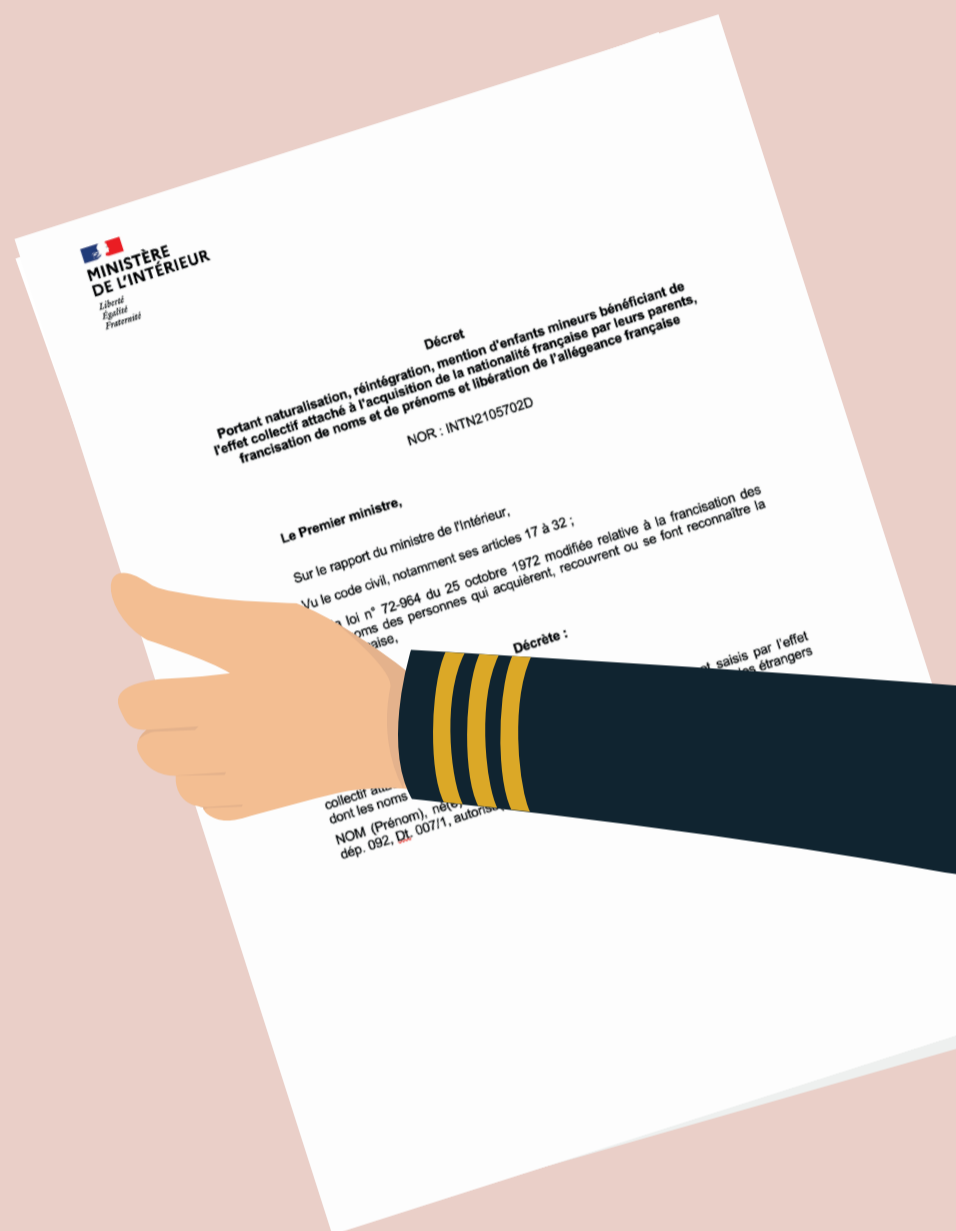 MINISTÈRE
DE L'INTÉRIEUR
Liberté
Égalité
Fraternité
Décret
Portant naturalisation, réintégration, mention d'enfants mineurs bénéficiant de
l'effet collectif attaché à l'acquisition de la nationalité française par leurs parents,
francisation de noms et de prénoms et libération de l'allégeance française
NOR : INTN2105702D
Le Premier ministre,
Sur le rapport du ministre de l'Intérieur,
Vu le code civil, notamment ses articles 17 à 32 ;
loi n° 72-964 du 25 octobre 1972 modifiée relative à la francisation des
des personnes qui acquièrent, recouvrent ou se font reconnaître la
Décrète :
saisis par l'effet
étrangers
collectif
dont les noms
NOM (Prénom),
dép. 092, Dt. 007/1,